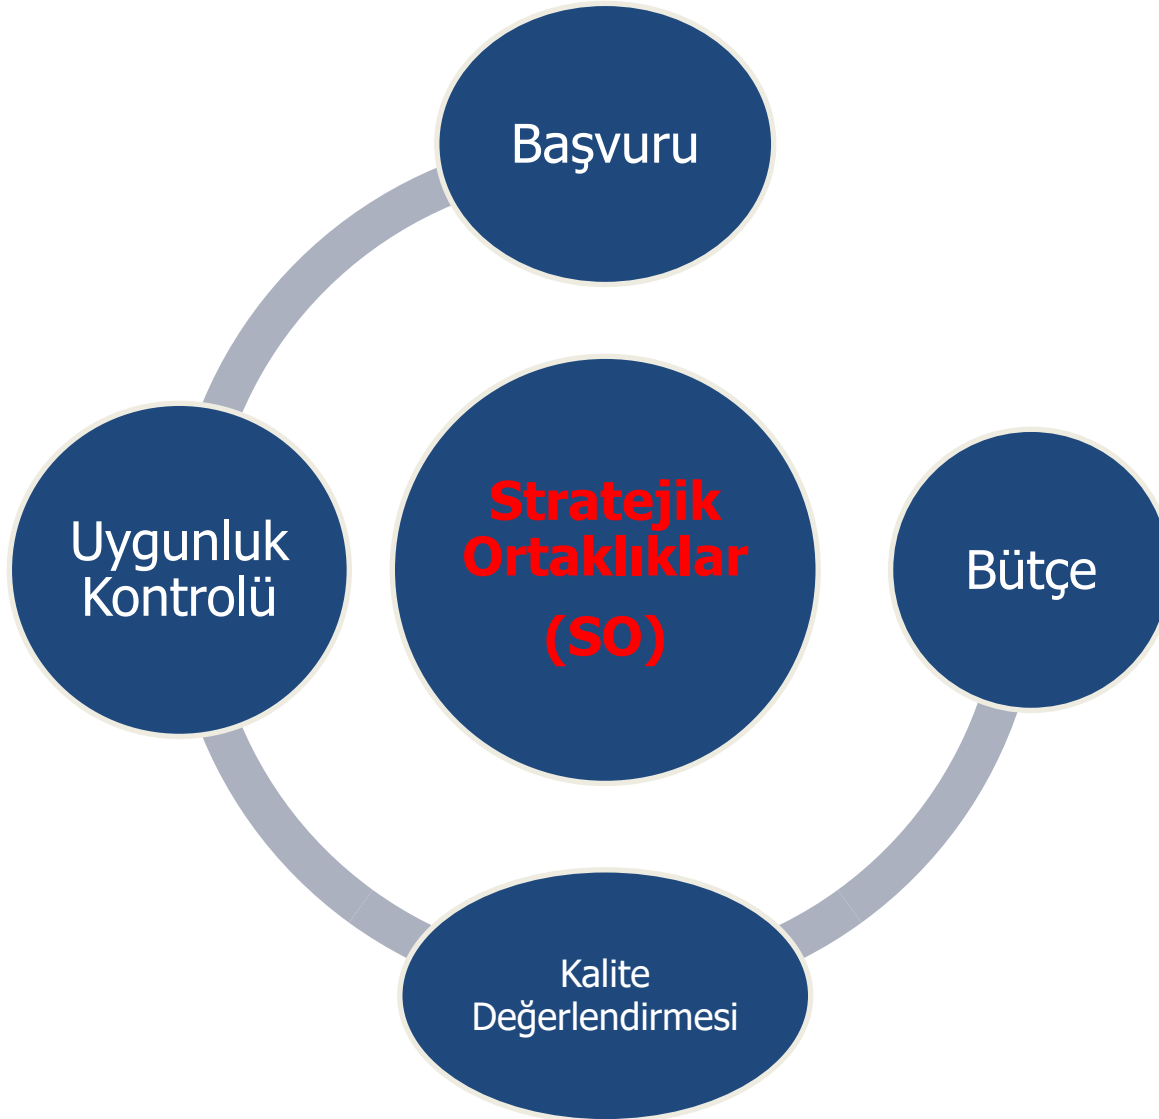 Başvuru
Uygunluk
Kontrolü
Stratejik
Ortaklıklar
(SO)
Bütçe
Kalite
Değerlendirmesi